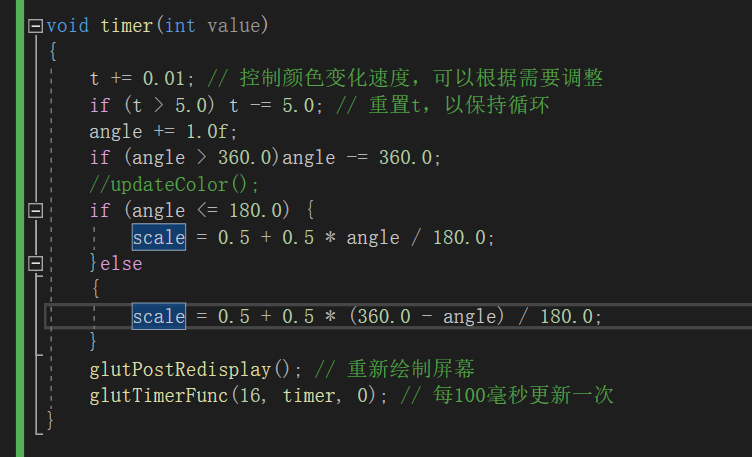 void timer(int value)
{
t += 0.01; // 控制颜色变化速度，可以根据需要调整
if (t > 5.0) t -= 5.0; // 重置t，以保持循环
angle += 1.0f;
if (angle > 360.0)angle -= 360.0;
//updateColor();
if (angle <= 180.0) {
scale = 0.5 + 0.5 * angle / 180.0;
}else
{
scale = 0.5 + 0.5 * (360.0 - angle) / 180.0;
}
glutPostRedisplay(); // 重新绘制屏幕
glutTimerFunc(16, timer, 0); // 每100毫秒更新一次
}